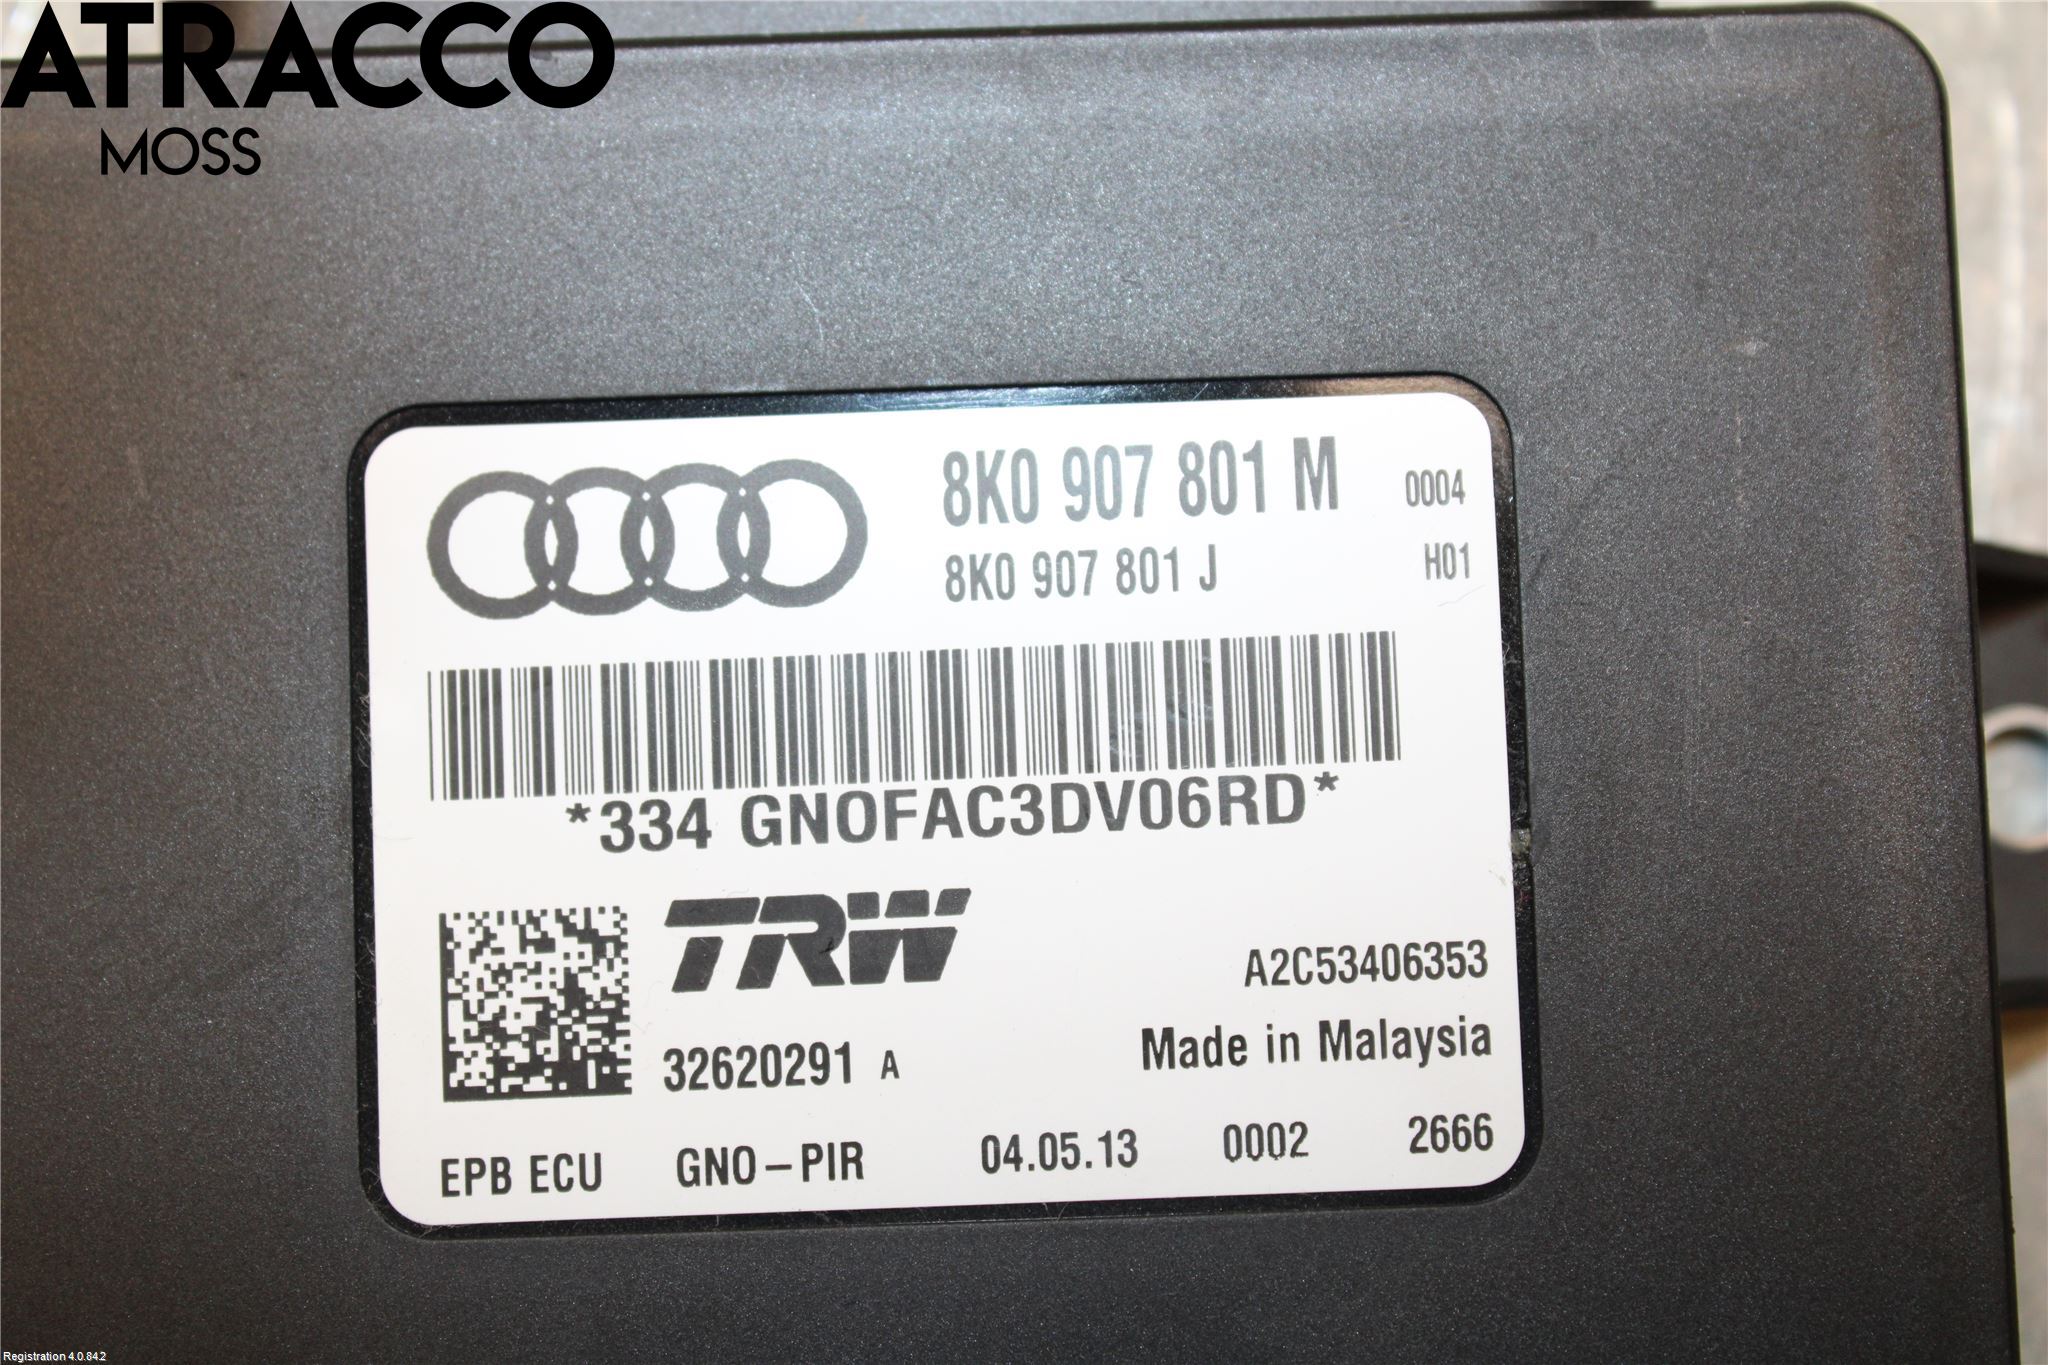 ATRACCO
MOSS
8K0 907 801 M 0004
8K0 907 801 J H01
*334 GNOFAC3DV06RD*
TRW
A2C53406353
32620291 A Made in Malaysia
EPB ECU GNO-PIR 04.05.13 0002 2666
Registration 4.0.84.2